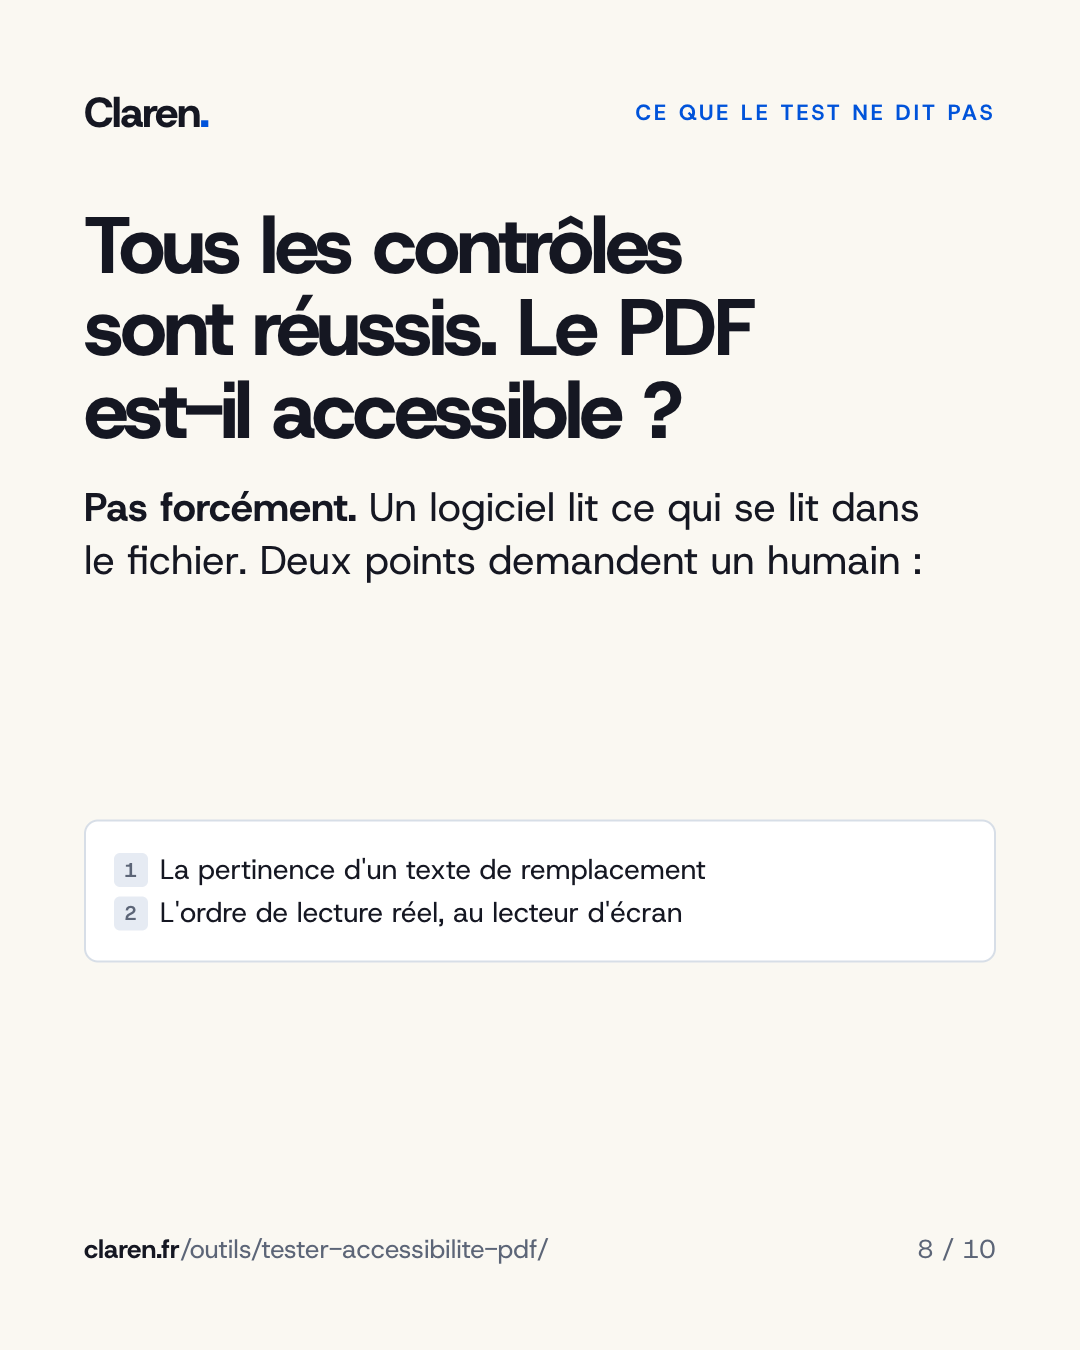 Claren.
CE QUE LE TEST NE DIT PAS
Tous les contrôles
sont réussis. Le PDF
est-il accessible ?
Pas forcément. Un logiciel lit ce qui se lit dans
le fichier. Deux points demandent un humain :
1 La pertinence d'un texte de remplacement
2 L'ordre de lecture réel, au lecteur d'écran
claren.fr/outils/tester-accessibilite-pdf/
8 / 10